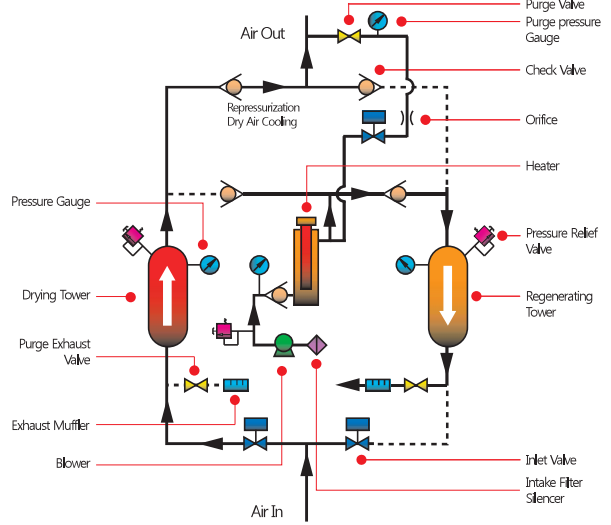 Purge Valve
Air Out
Purge pressure
Gauge
Check Valve
Repressurization
Dry Air Cooling
Orifice
Heater
Pressure Gauge
Pressure Relief
Valve
Drying Tower
Regenerating
Tower
Purge Exhaust
Valve
Exhaust Muffler
Blower
Inlet Valve
Intake Filter
Silencer
Air In